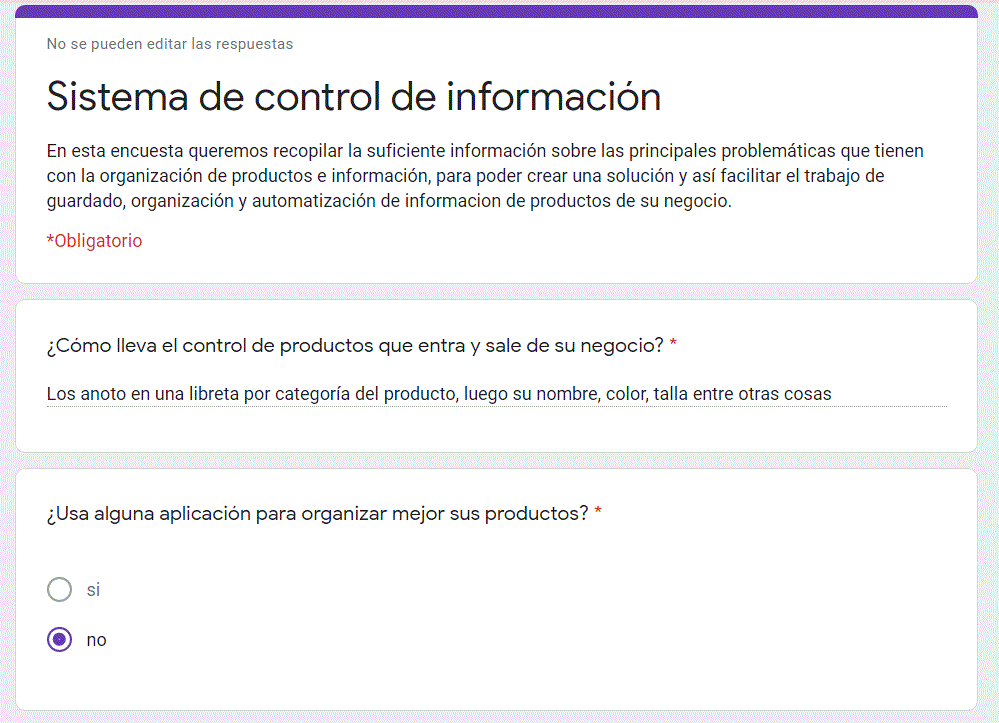 No se pueden editar las respuestas
Sistema de control de información
En esta encuesta queremos recopilar la suficiente información sobre las principales problemáticas que tienen
con la organización de productos e información, para poder crear una solución y así facilitar el trabajo de
guardado, organización y automatización de informacion de productos de su negocio.
*Obligatorio
¿Cómo lleva el control de productos que entra y sale de su negocio? *
Los anoto en una libreta por categoría del producto, luego su nombre, color, talla entre otras cosas
¿Usa alguna aplicación para organizar mejor sus productos? *
si
no